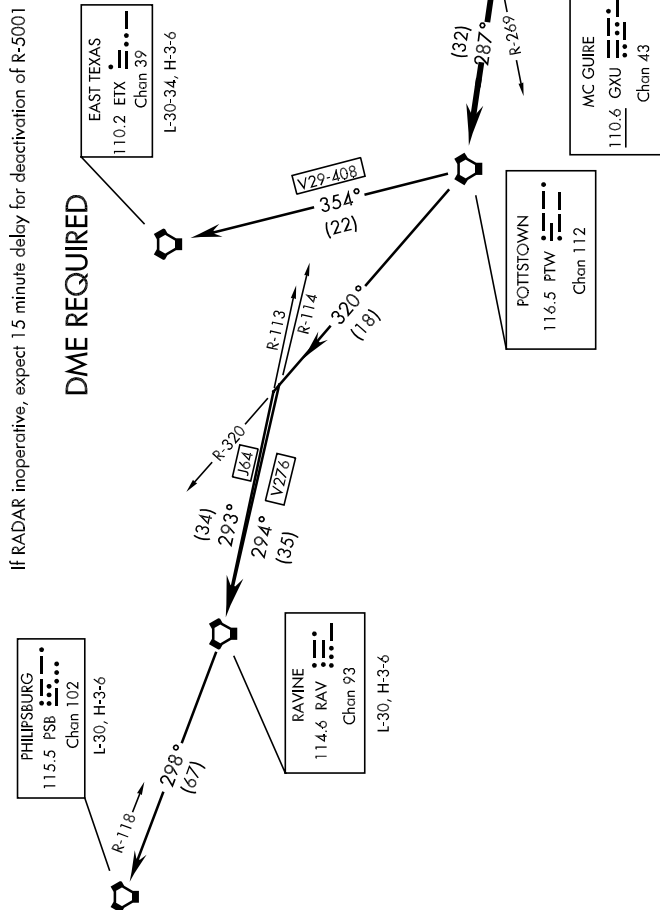 If RADAR inoperative, expect 15 minute delay for deactivation of R-5001
DME REQUIRED
EAST TEXAS
110.2 ETX
Chan 39
L-30-34, H-3-6
PHILIPSBURG
115.5 PSB
Chan 102
L-30, H-3-6
R-118
298°
(67)
RAVINE
114.6 RAV
Chan 93
L-30, H-3-6
(34)
293°
J64
294°
(35)
V276
R-320
R-113
R-114
320°
(18)
V29-408
354°
(22)
POTTSTOWN
116.5 PTW
Chan 112
(32)
287°
R-269
MC GUIRE
110.6 GXU
Chan 43